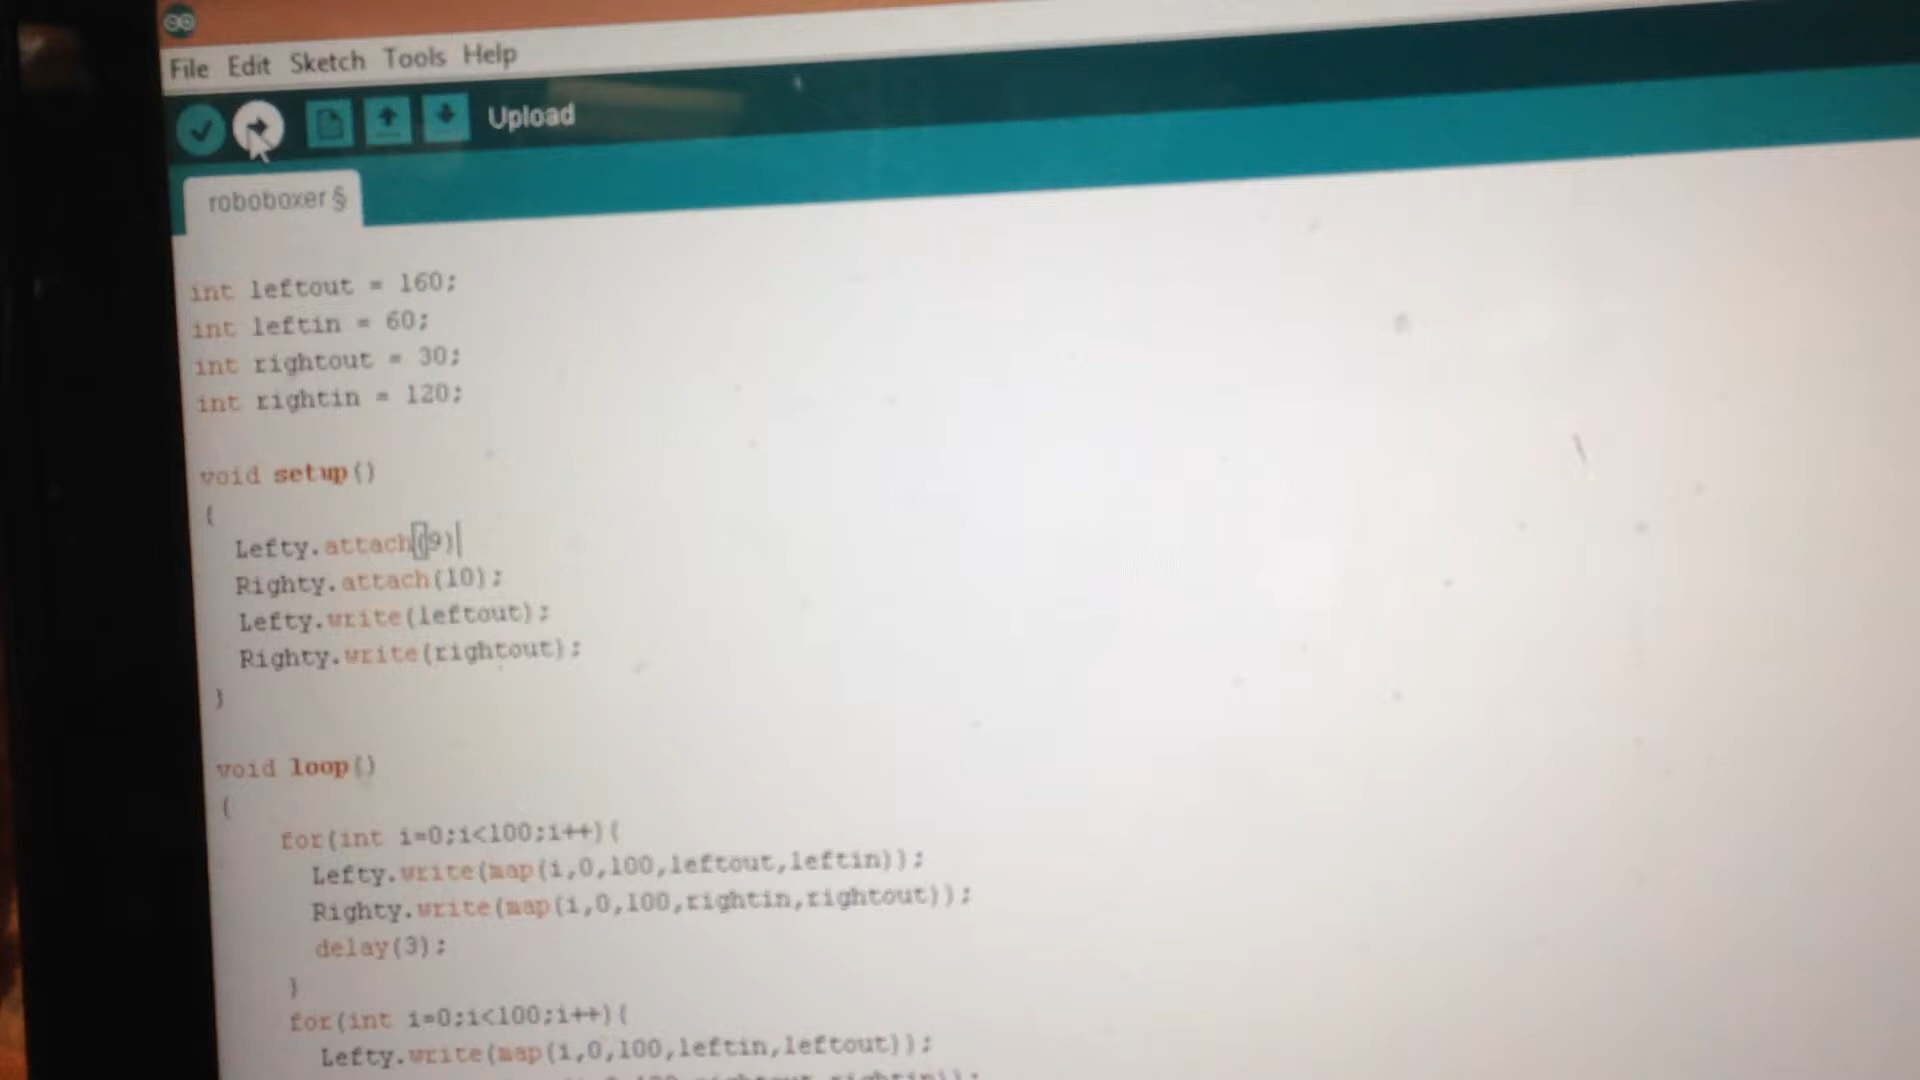 File Edit Sketch Tools Help
Upload
roboboxer §
int leftout = 160;
int leftin = 60;
int rightout = 30;
int rightin = 120;
void setup()
{
Lefty.attach(9)
Righty.attach(10);
Lefty.write(leftout);
Righty.write(rightout);
}
void loop()
{
for(int i=0;i<100;i++){
Lefty.write(map(i,0,100,leftout,leftin));
Righty.write(map(i,0,100,rightin,rightout));
delay(3);
}
for(int i=0;i<100;i++){
Lefty.write(map(i,0,100,leftin,leftout));